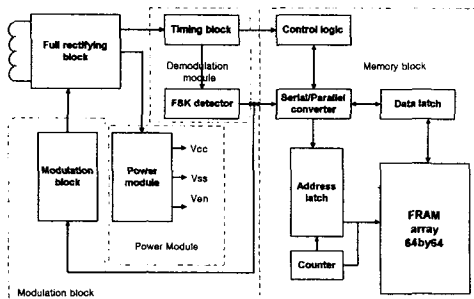 Full rectifying
block
Timing block
Control logic
Demodulation
module
Memory block
FSK detector
Serial/Parallel
converter
Data latch
Modulation
block
Power
module
Vcc
Vss
Ven
Address
latch
FRAM
array
64by64
Power Module
Counter
Modulation block